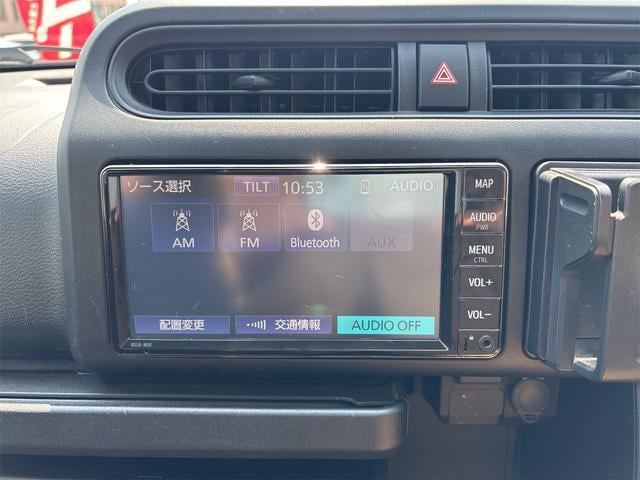 ソース選択 TILT 10:53 AUDIO
AM FM Bluetooth AUX
配置変更 交通情報 AUDIO OFF
MAP
AUDIO
PWR
MENU
CTRL
VOL+
VOL-